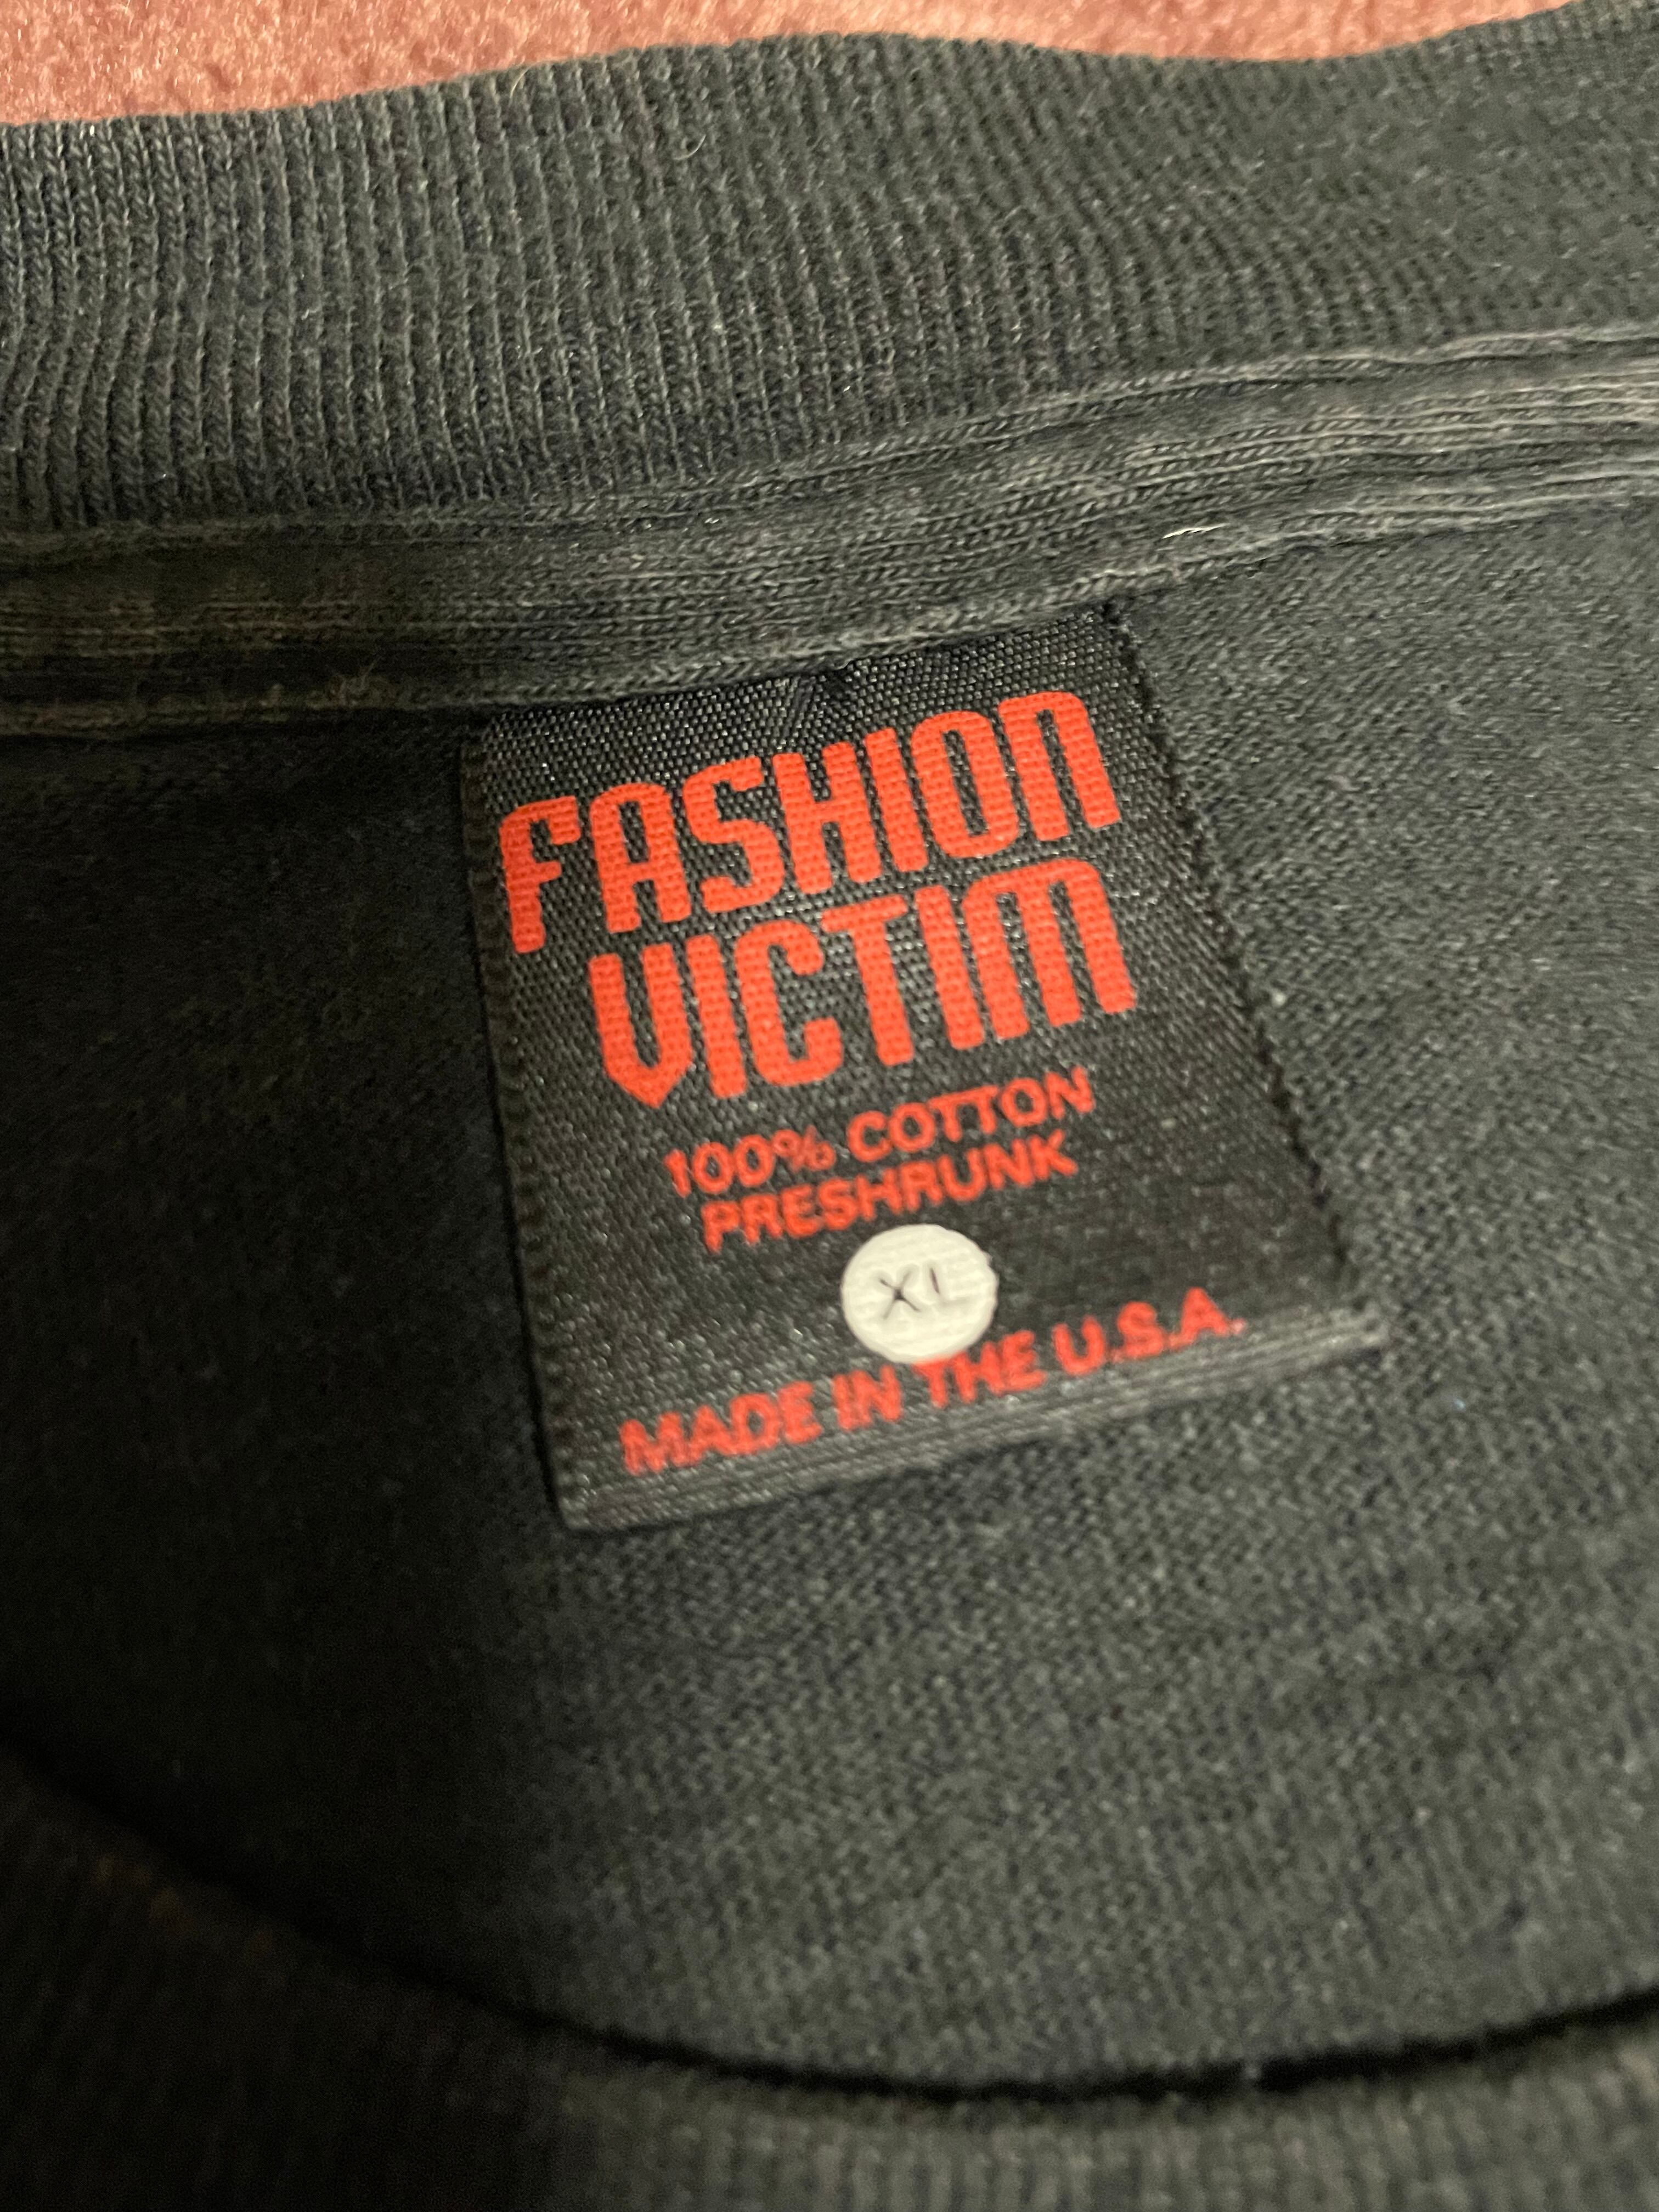 FASHION
VICTIM
100% COTTON
PRESHRUNK
XL
MADE IN THE U.S.A.